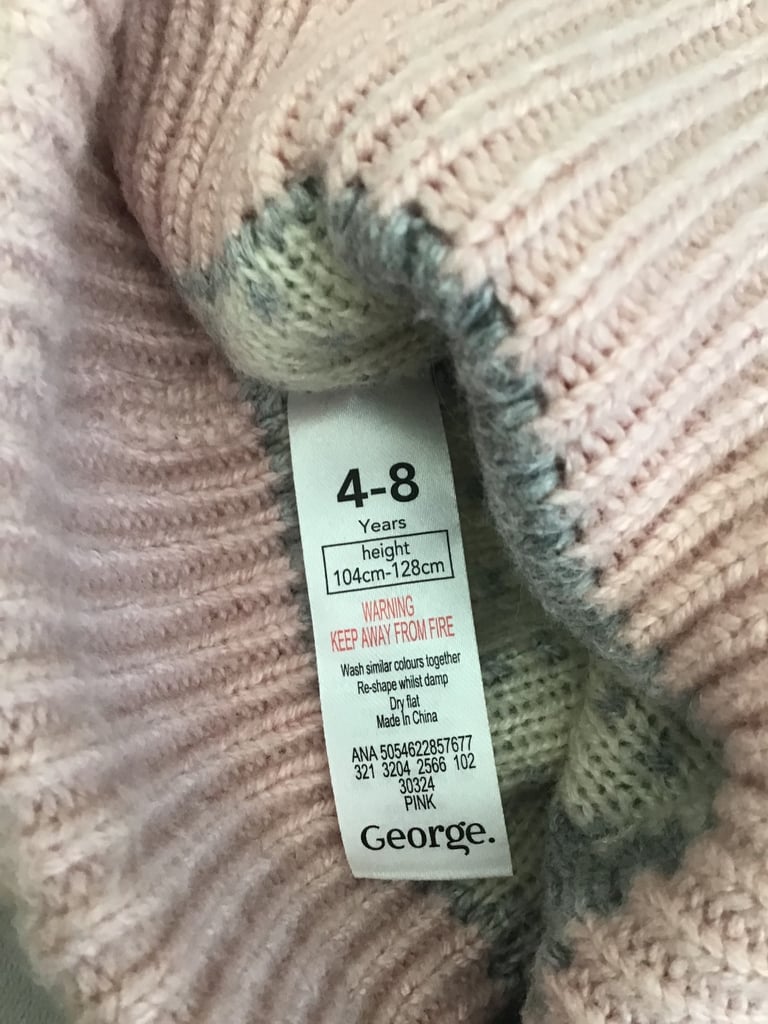 4-8
Years
height
104cm-128cm
WARNING
KEEP AWAY FROM FIRE
Wash similar colours together
Re-shape whilst damp
Dry flat
Made In China
ANA 5054622857677
321 3204 2566 102
30324
PINK
George.